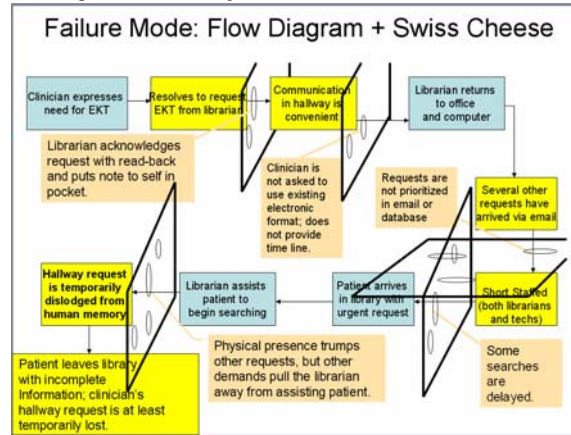 Failure Mode: Flow Diagram + Swiss Cheese
Clinician expresses
need for EKT
Resolves to request
EKT from librarian
Communication
in hallway is
convenient
Librarian returns
to office
and computer
Librarian acknowledges
request with read-back
and puts note to self in
pocket.
Clinician is
not asked to
use existing
electronic
format; does
not provide
time line.
Requests are
not prioritized
in email or
database
Several other
requests have
arrived via email
Hallway request
is temporarily
dislodged from
human memory
Librarian assists
patient to
begin searching
Patient arrives
in library with
urgent request
Short Staffed
(both librarians
and techs)
Patient leaves library
with incomplete
Information; clinician's
hallway request is at least
temporarily lost.
Physical presence trumps
other requests, but other
demands pull the librarian
away from assisting patient.
Some
searches
are
delayed.